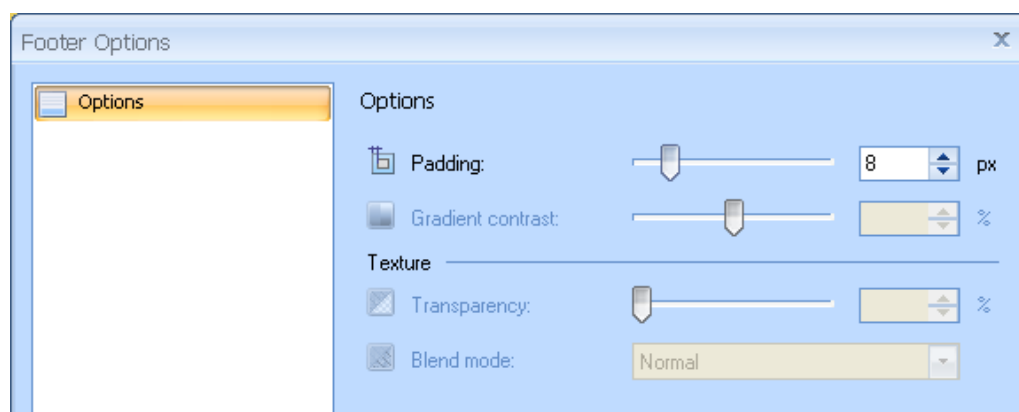 Footer Options
Options
Options
Padding: 8 px
Gradient contrast: %
Texture
Transparency: %
Blend mode: Normal